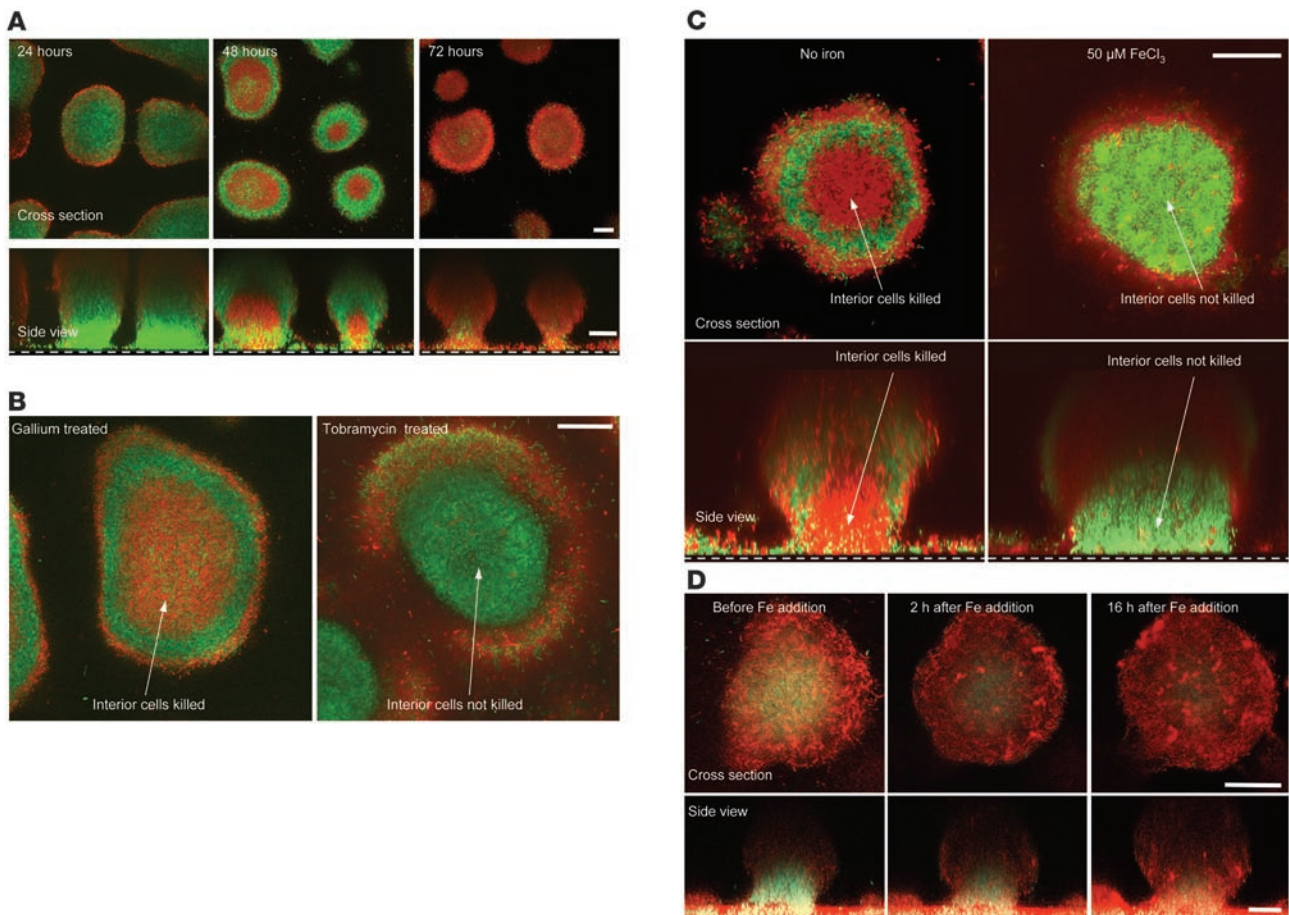 A
24 hours
48 hours
72 hours
Cross section
Side view
B
Gallium treated
Tobramycin treated
Interior cells killed
Interior cells not killed
C
No iron
50 µM FeCl₃
Interior cells killed
Interior cells not killed
Cross section
Interior cells killed
Interior cells not killed
Side view
D
Before Fe addition
2 h after Fe addition
16 h after Fe addition
Cross section
Side view